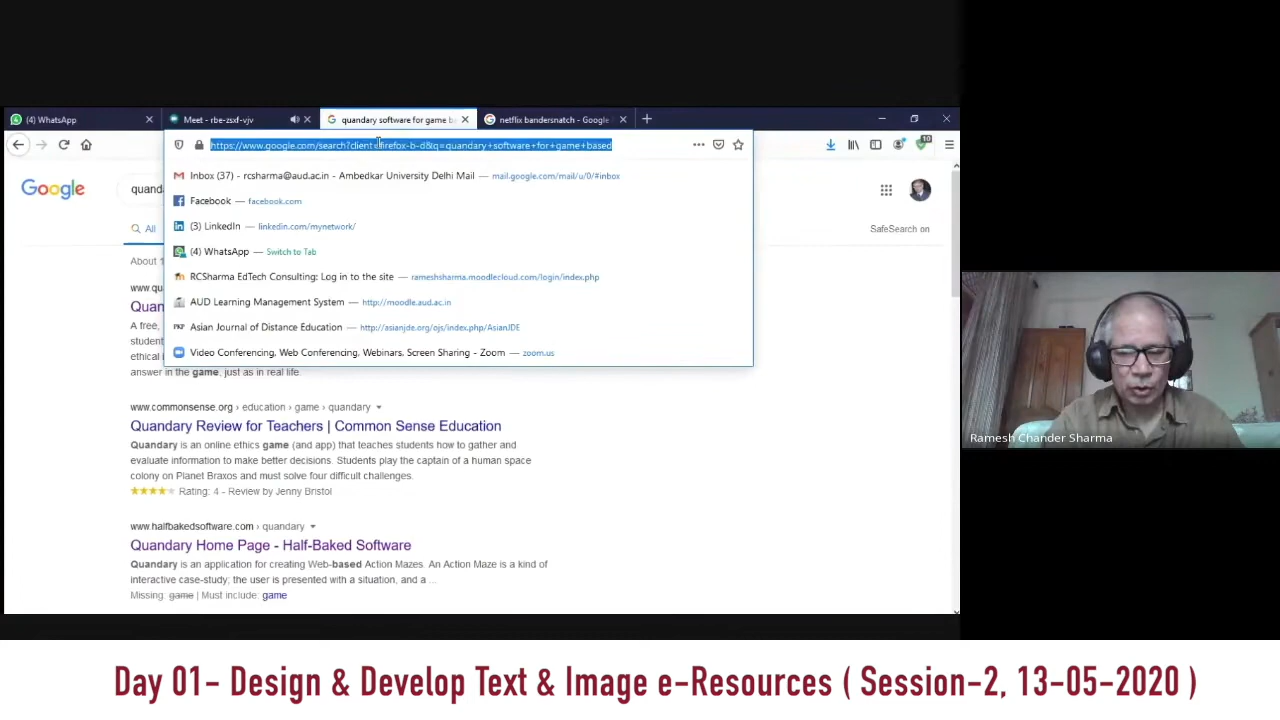 (4) WhatsApp
Meet - rbe-zsxf-vjv
quandary software for game b
netflix bandersnatch - Google
https://www.google.com/search?client=firefox-b-d&q=quandary+software+for+game+based
10
Google
quand
Inbox (37) - rcsharma@aud.ac.in - Ambedkar University Delhi Mail — mail.google.com/mail/u/0/#inbox
Facebook — facebook.com
(3) LinkedIn — linkedin.com/mynetwork/
(4) WhatsApp — Switch to Tab
RCSharma EdTech Consulting: Log in to the site — rameshsharma.moodlecloud.com/login/index.php
AUD Learning Management System — http://moodle.aud.ac.in
PKP Asian Journal of Distance Education — http://asianjde.org/ojs/index.php/AsianJDE
Video Conferencing, Web Conferencing, Webinars, Screen Sharing - Zoom — zoom.us
All
SafeSearch on
About 1
www.qu
Quan
A free,
student
ethical i
answer in the game, just as in real life.
www.commonsense.org › education › game › quandary
Quandary Review for Teachers | Common Sense Education
Quandary is an online ethics game (and app) that teaches students how to gather and
evaluate information to make better decisions. Students play the captain of a human space
colony on Planet Braxos and must solve four difficult challenges.
Rating: 4 - Review by Jenny Bristol
www.halfbakedsoftware.com › quandary
Quandary Home Page - Half-Baked Software
Quandary is an application for creating Web-based Action Mazes. An Action Maze is a kind of
interactive case-study; the user is presented with a situation, and a ...
Missing: game | Must include: game
Ramesh Chander Sharma
Day 01- Design & Develop Text & Image e-Resources ( Session-2, 13-05-2020 )